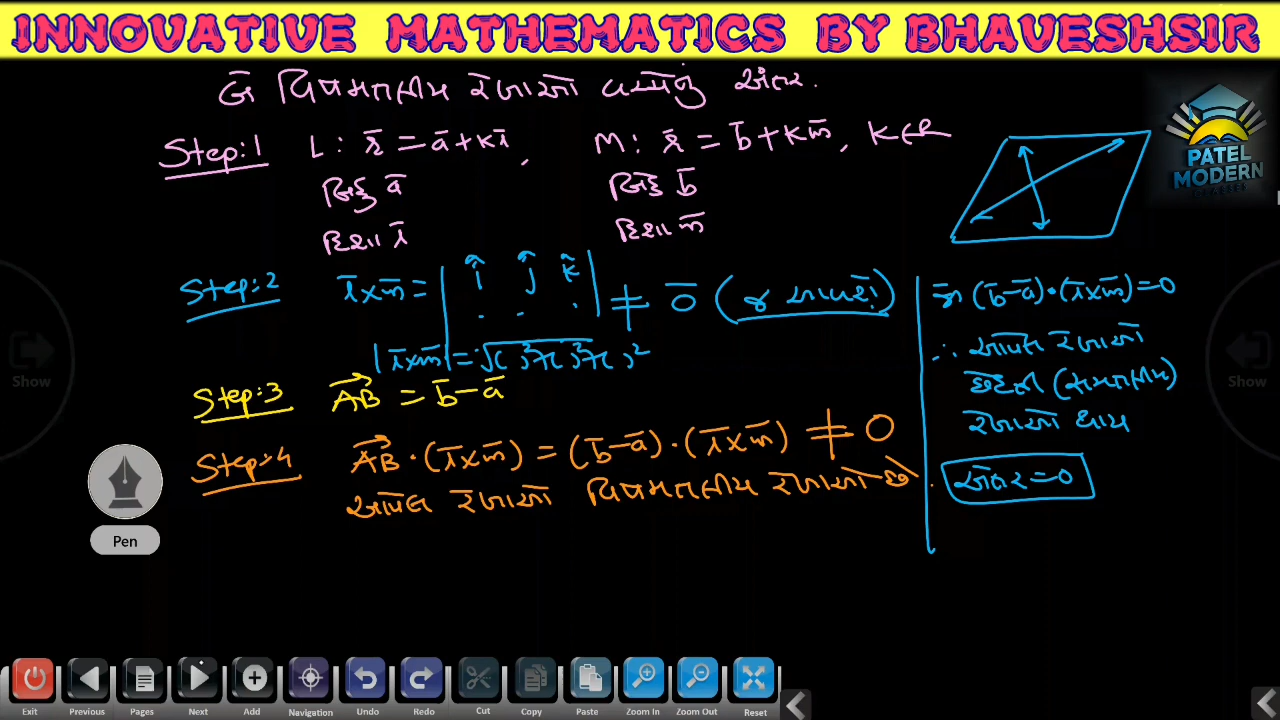 INNOVATIVE MATHEMATICS BY BHAVESHSIR
બે વિષમતલીય રેખાઓ વચ્ચેનું અંતર.
Step:1 L : r̄ = ā + k l̄, M : r̄ = b̄ + k m̄, k∈R
બિંદુ ā બિંદુ b̄
દિશા l̄ દિશા m̄
Step:2 l̄ x m̄ = | î ĵ k̂ | ≠ 0̄ (જ આવશે!)
|l̄ x m̄| = √( )²+( )²+( )²
Step:3 AB⃗ = b̄ - ā
Step:4 AB⃗ · (l̄ x m̄) = (b̄ - ā) · (l̄ x m̄) ≠ 0
આપેલ રેખાઓ વિષમતલીય રેખાઓ છે.
જો (b̄ - ā) · (l̄ x m̄) = 0
∴ આપેલ રેખાઓ
છેદતી (સમતલીય)
રેખાઓ થાય
અંતર = 0
PATEL
MODERN
Show
Show
Pen
Exit Previous Pages Next Add Navigation Undo Redo Cut Copy Paste Zoom In Zoom Out Reset